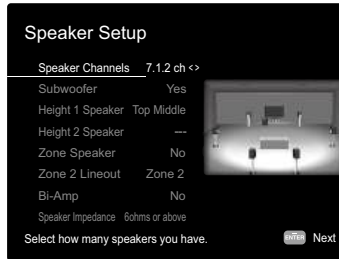 Speaker Setup
Speaker Channels 7.1.2 ch <>
Subwoofer Yes
Height 1 Speaker Top Middle
Height 2 Speaker ---
Zone Speaker No
Zone 2 Lineout Zone 2
Bi-Amp No
Speaker Impedance 6ohms or above
Select how many speakers you have. ENTER Next